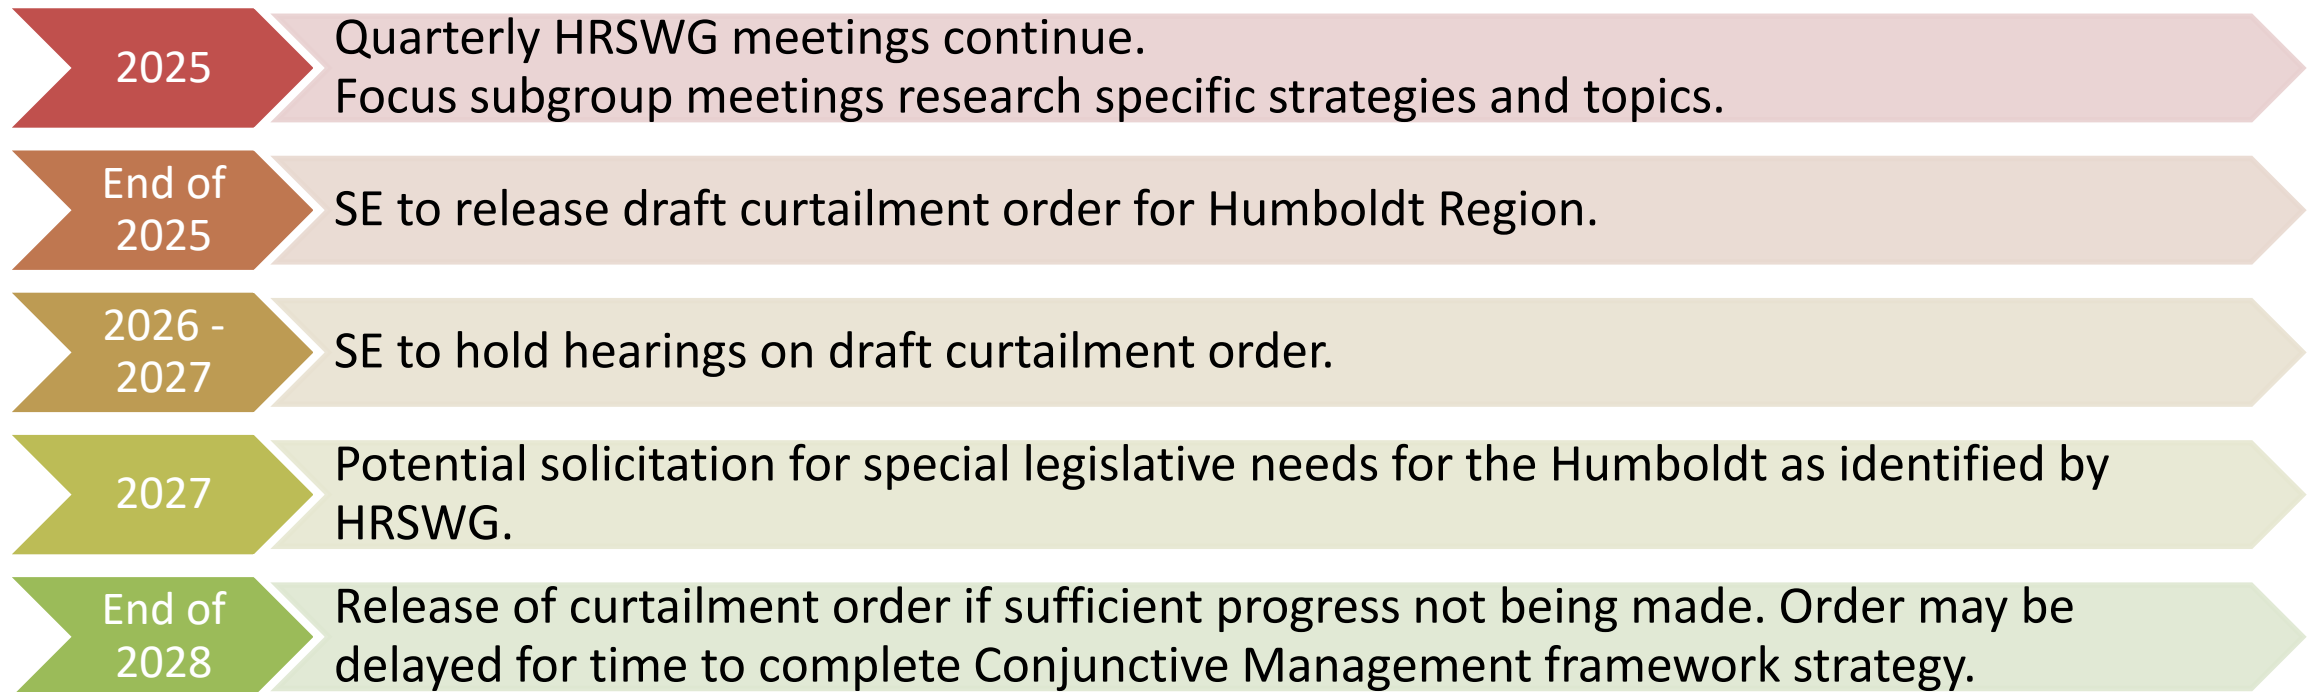 2025
Quarterly HRSWG meetings continue.
Focus subgroup meetings research specific strategies and topics.
End of
2025
SE to release draft curtailment order for Humboldt Region.
2026 -
2027
SE to hold hearings on draft curtailment order.
2027
Potential solicitation for special legislative needs for the Humboldt as identified by
HRSWG.
End of
2028
Release of curtailment order if sufficient progress not being made. Order may be
delayed for time to complete Conjunctive Management framework strategy.